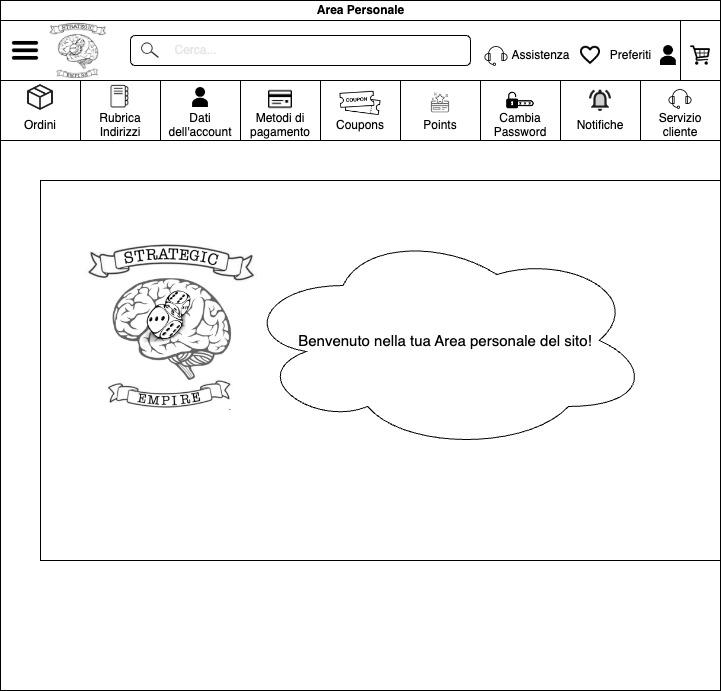 Area Personale
STRATEGIC
EMPIRE
Cerca...
Assistenza
Preferiti
Ordini
Rubrica
Indirizzi
Dati
dell'account
Metodi di
pagamento
COUPON
Coupons
Points
Cambia
Password
Notifiche
Servizio
cliente
STRATEGIC
EMPIRE
Benvenuto nella tua Area personale del sito!